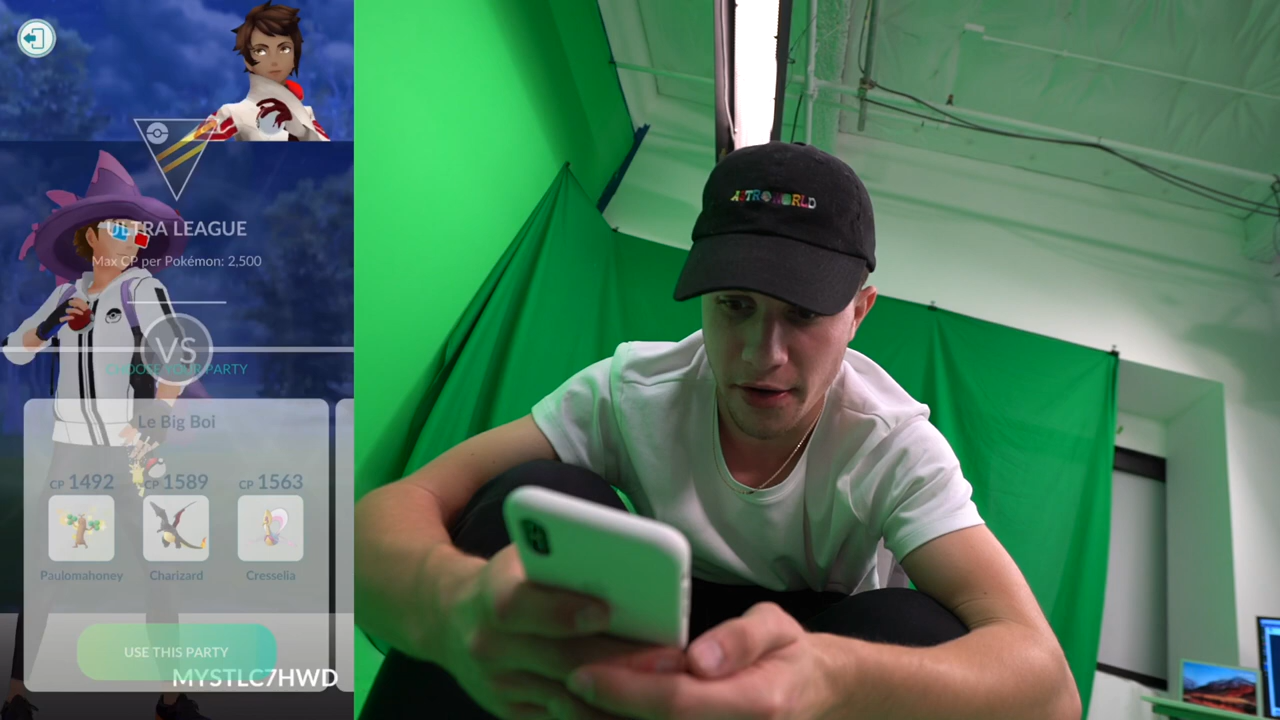 ULTRA LEAGUE
Max CP per Pokémon: 2,500
VS
CHOOSE YOUR PARTY
Le Big Boi
CP 1492 CP 1589 CP 1563
Paulomahoney Charizard Cresselia
USE THIS PARTY
MYSTLC7HWD
ASTROWORLD